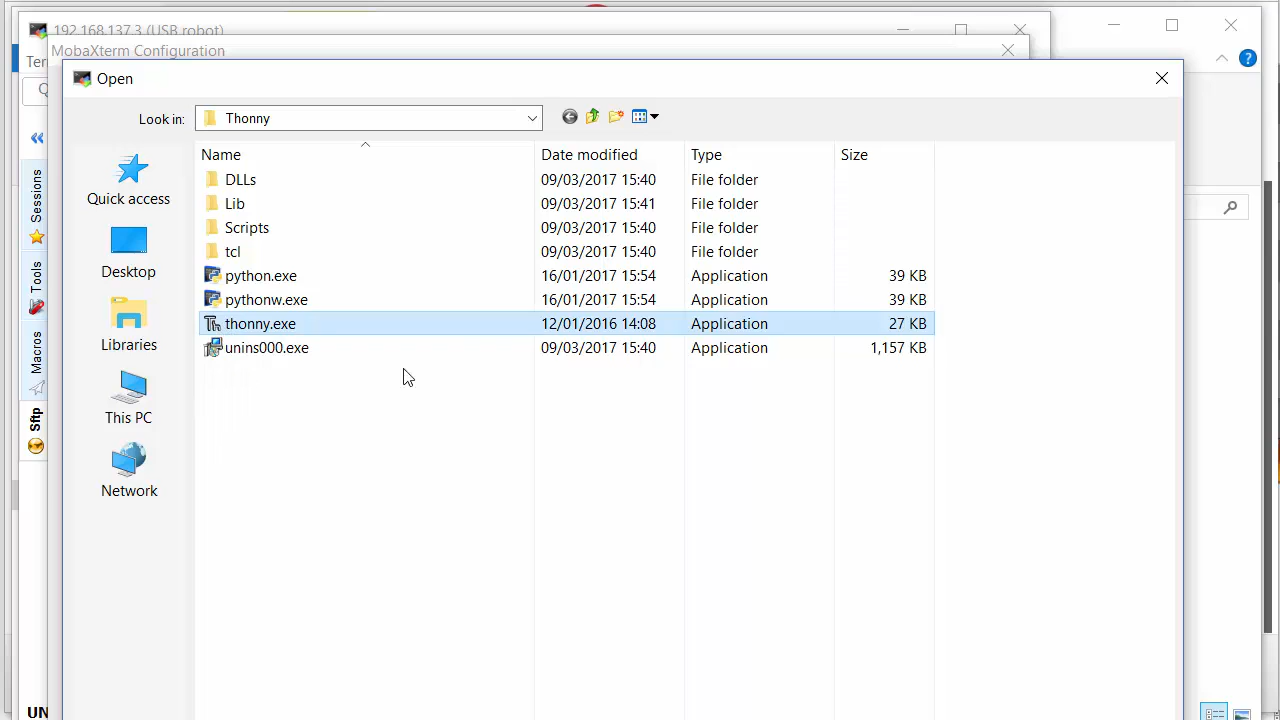 192.168.137.3 (USB robot)
MobaXterm Configuration
Open
Look in:
Thonny
Name
Date modified
Type
Size
DLLs
09/03/2017 15:40
File folder
Lib
09/03/2017 15:41
File folder
Scripts
09/03/2017 15:40
File folder
tcl
09/03/2017 15:40
File folder
python.exe
16/01/2017 15:54
Application
39 KB
pythonw.exe
16/01/2017 15:54
Application
39 KB
thonny.exe
12/01/2016 14:08
Application
27 KB
unins000.exe
09/03/2017 15:40
Application
1,157 KB
Quick access
Desktop
Libraries
This PC
Network
Sessions
Tools
Macros
Sftp
Ter
UN